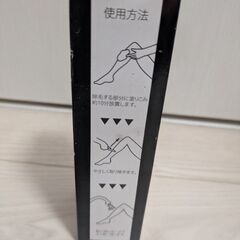 使用方法
除毛する部分に塗りこみ
約10分放置します。
やさしく取り除きます。